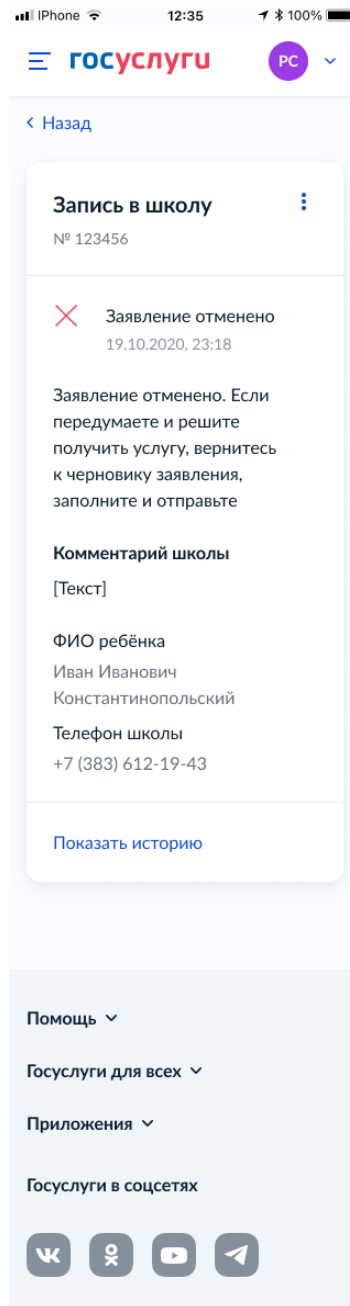 IPhone 12:35 100%
госуслуги РС
Назад
Запись в школу
№ 123456
Заявление отменено
19.10.2020, 23:18
Заявление отменено. Если
передумаете и решите
получить услугу, вернитесь
к черновику заявления,
заполните и отправьте
Комментарий школы
[Текст]
ФИО ребёнка
Иван Иванович
Константинопольский
Телефон школы
+7 (383) 612-19-43
Показать историю
Помощь
Госуслуги для всех
Приложения
Госуслуги в соцсетях